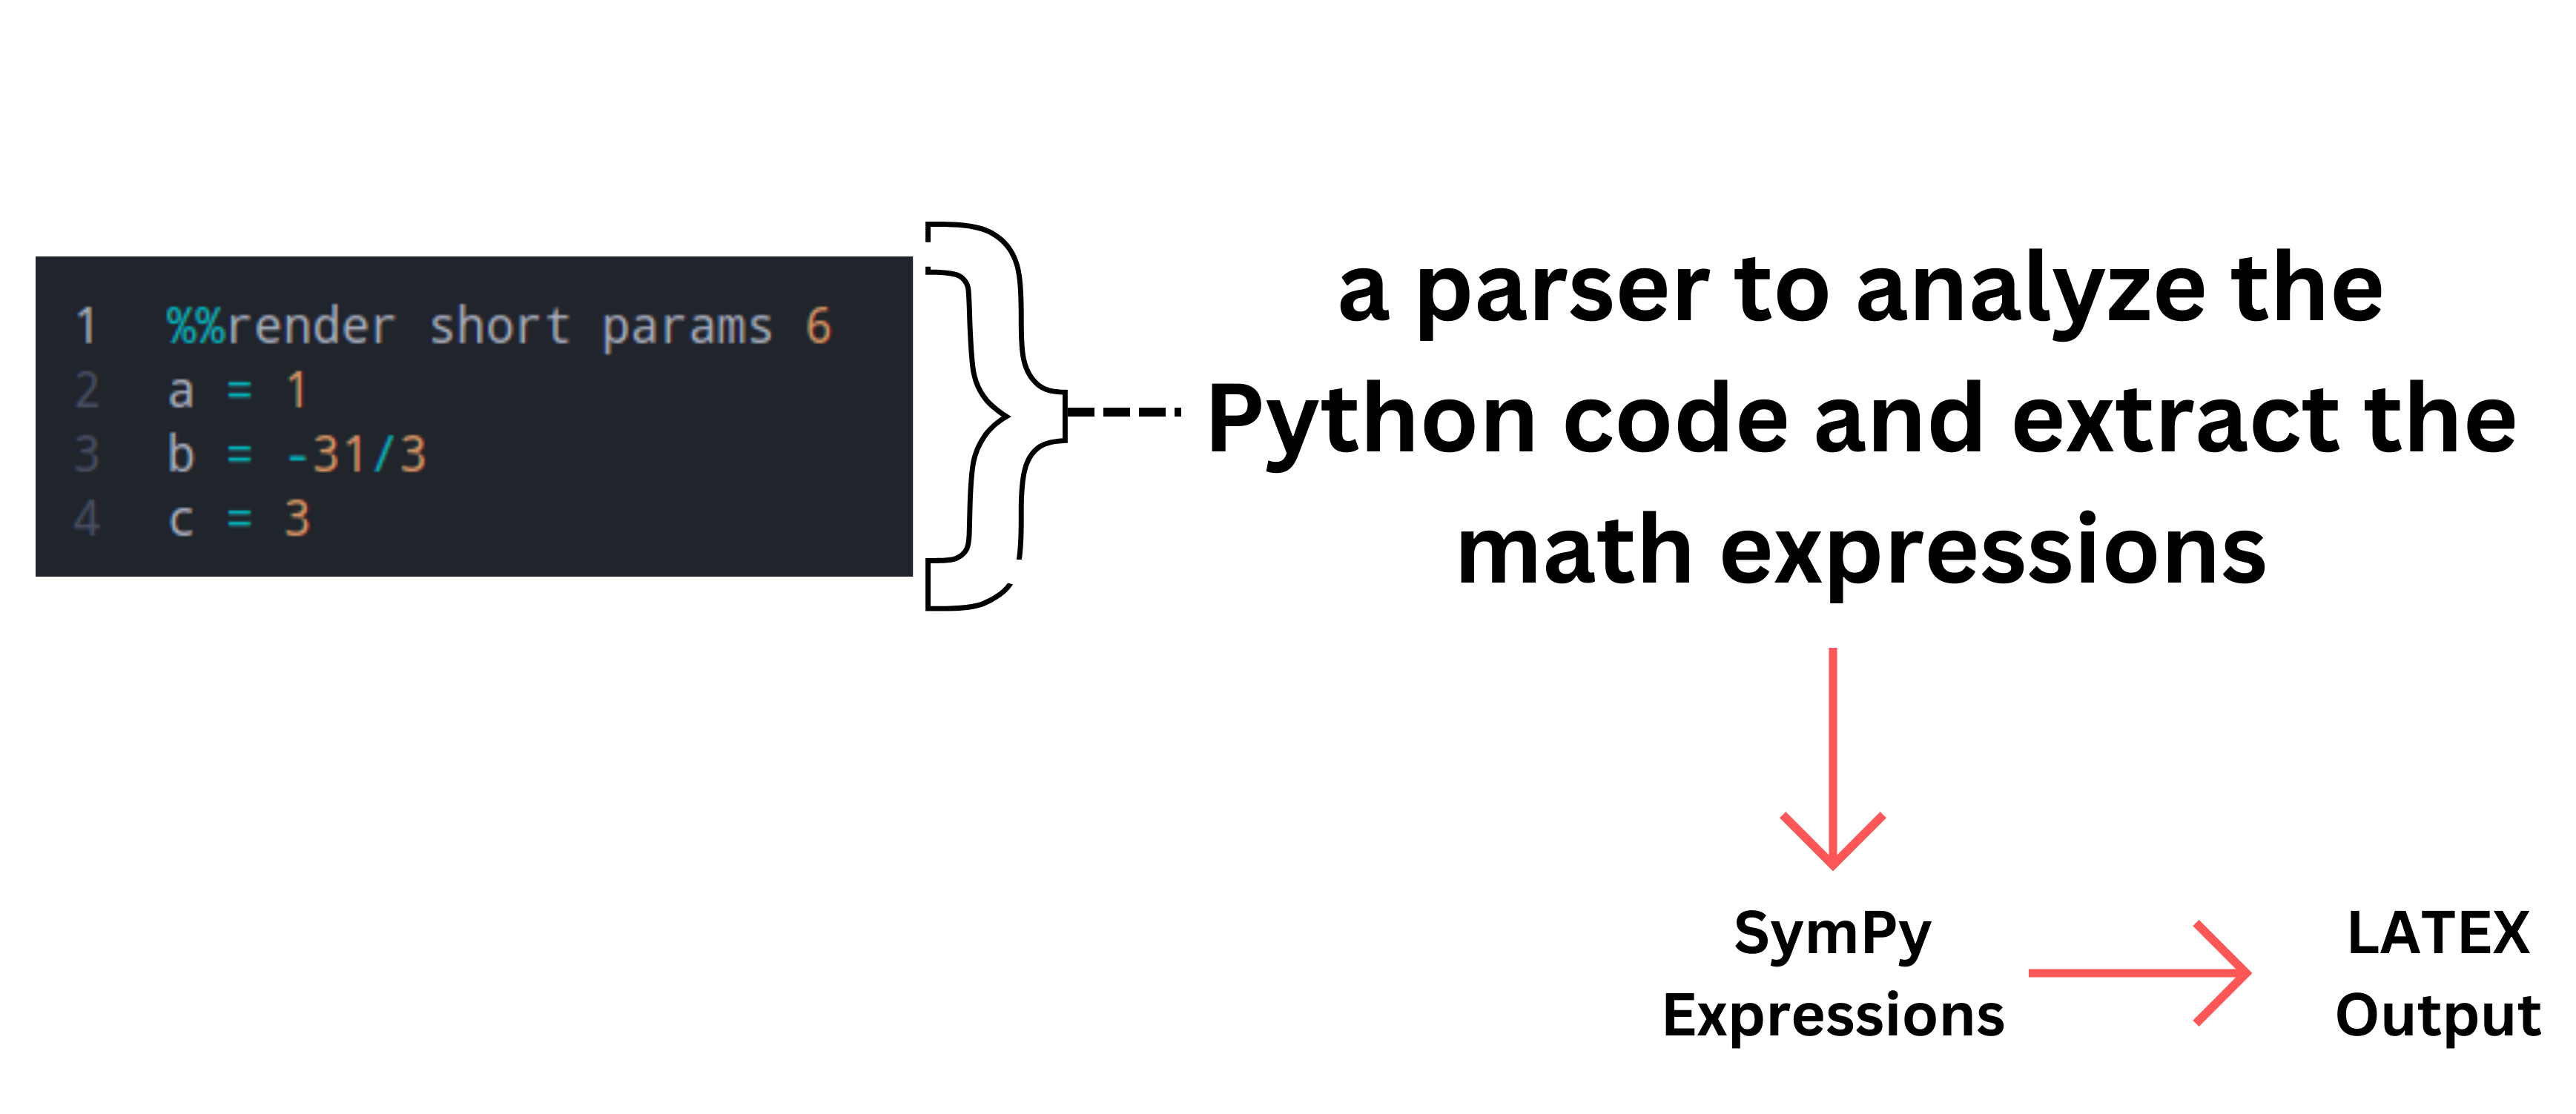 1 %%render short params 6
2 a = 1
3 b = -31/3
4 c = 3
a parser to analyze the
Python code and extract the
math expressions
SymPy
Expressions
LATEX
Output